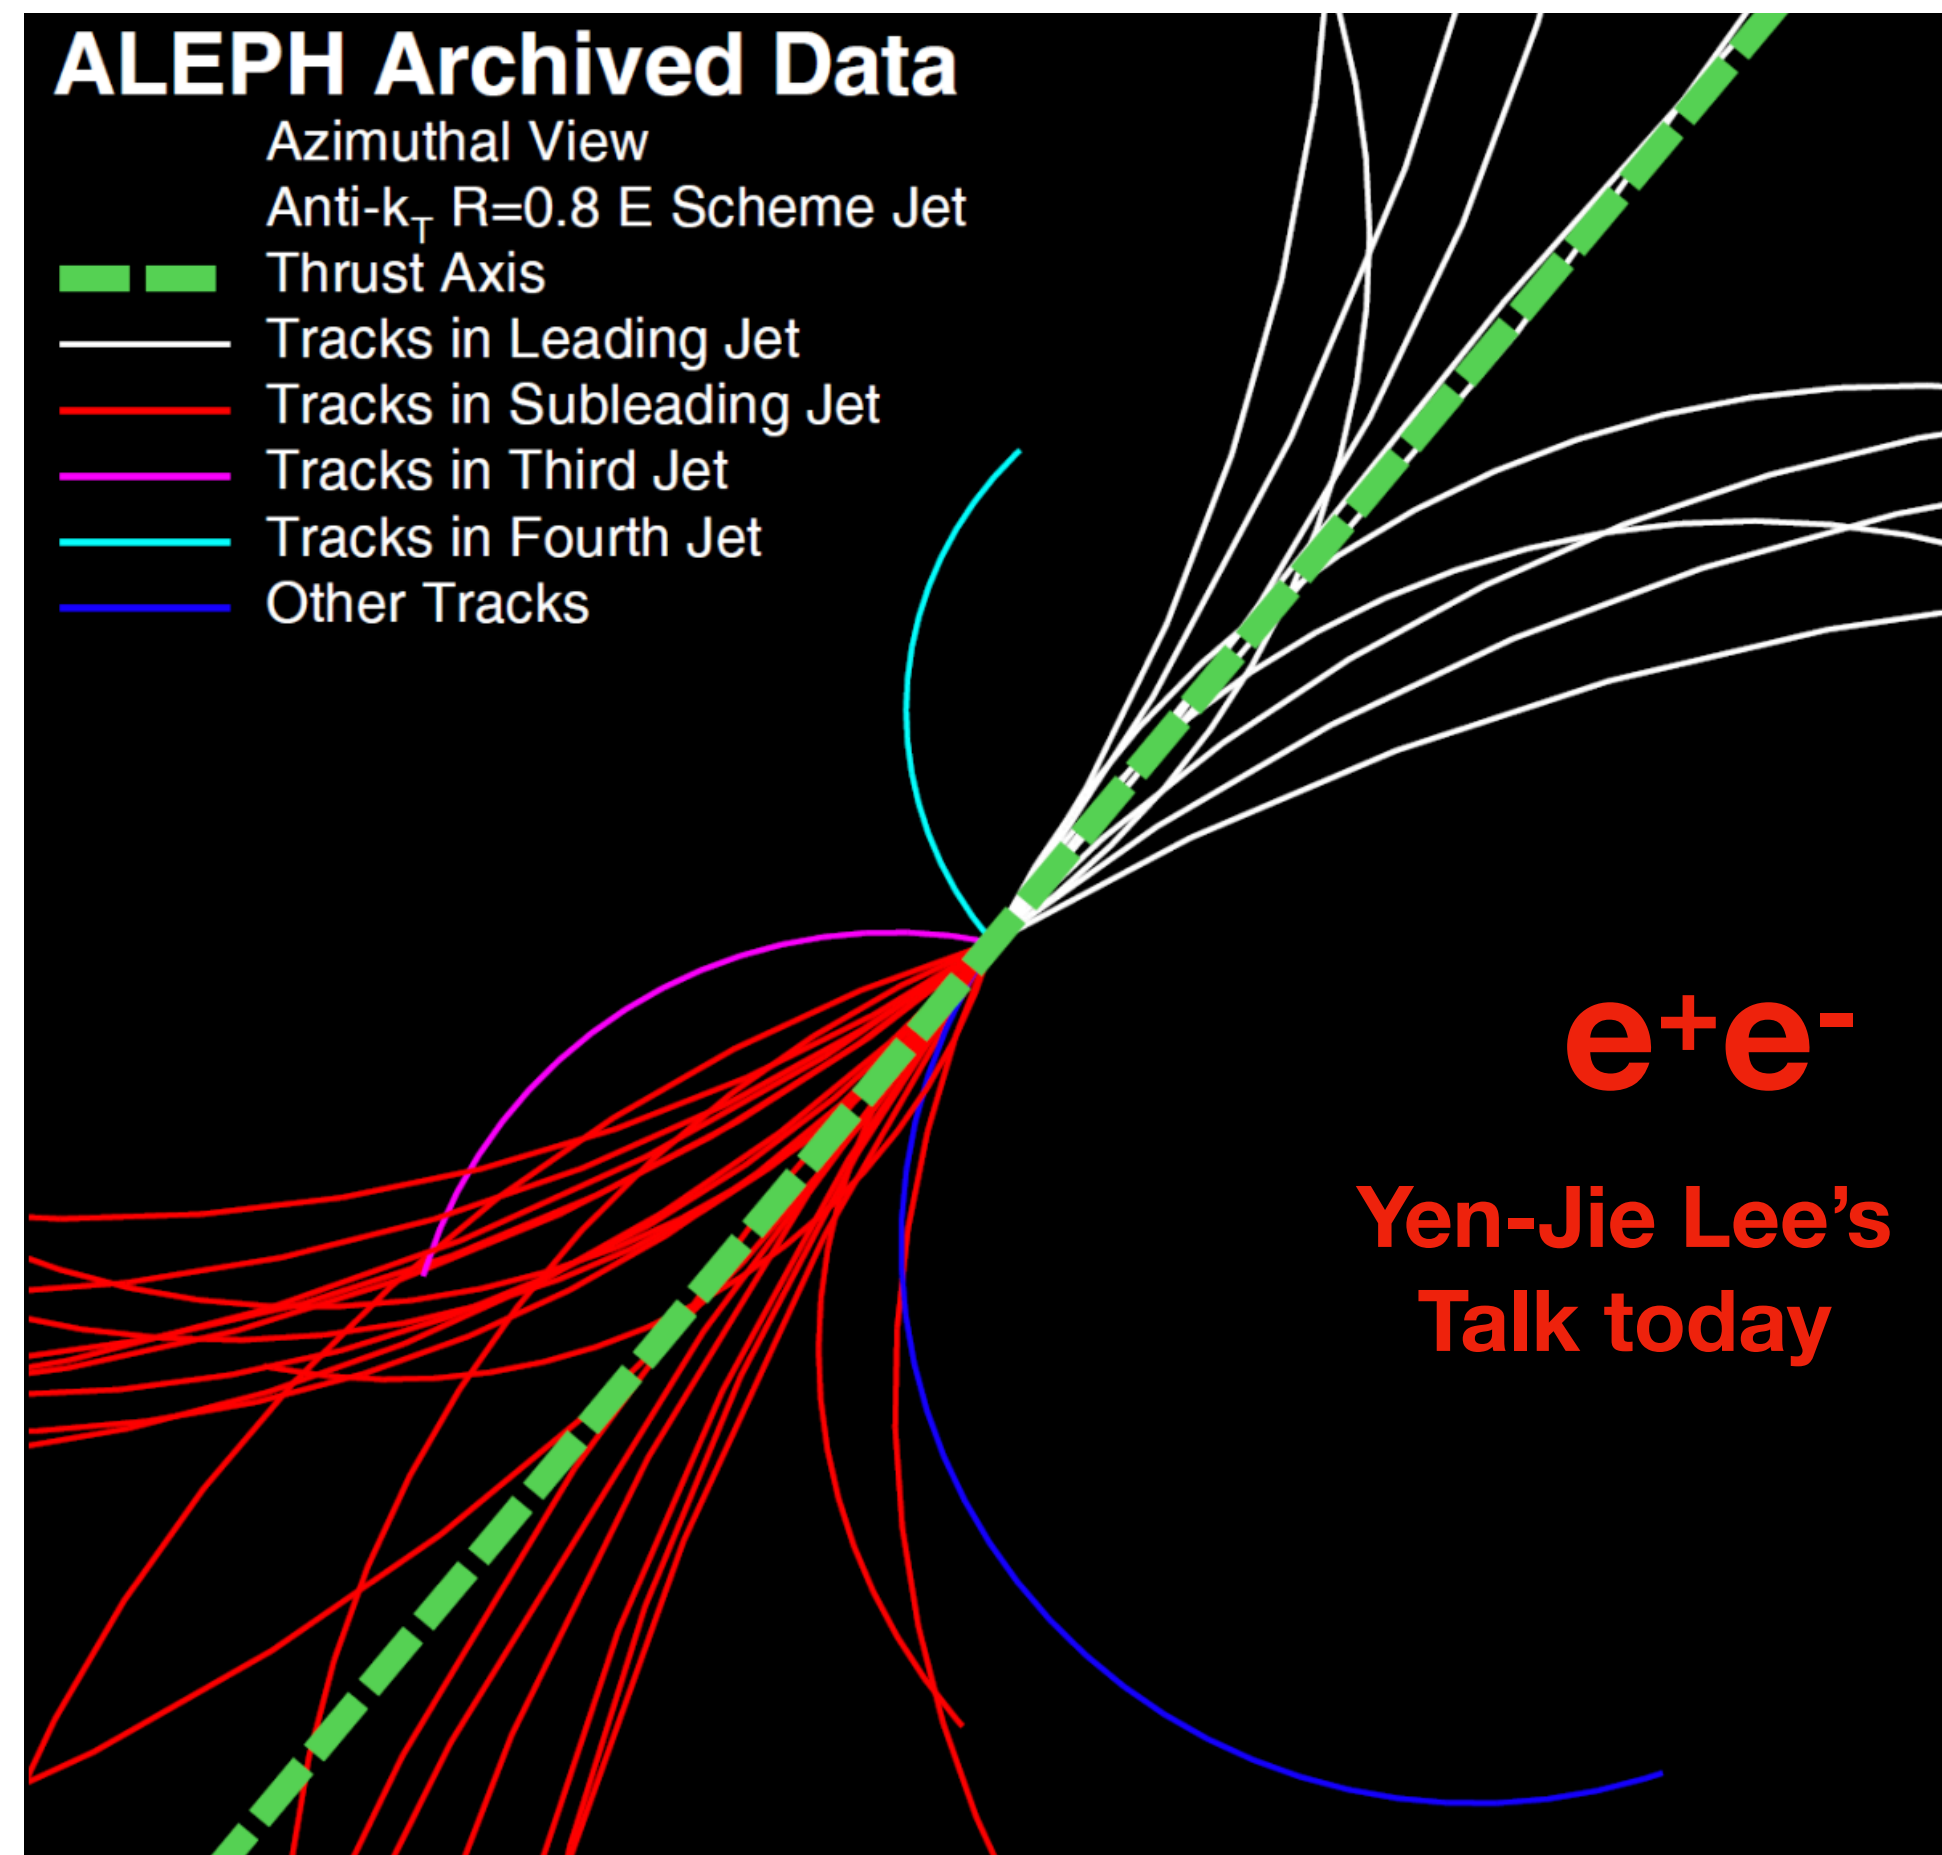 ALEPH Archived Data
Azimuthal View
Anti-kT R=0.8 E Scheme Jet
Thrust Axis
Tracks in Leading Jet
Tracks in Subleading Jet
Tracks in Third Jet
Tracks in Fourth Jet
Other Tracks
e+e-
Yen-Jie Lee’s
Talk today